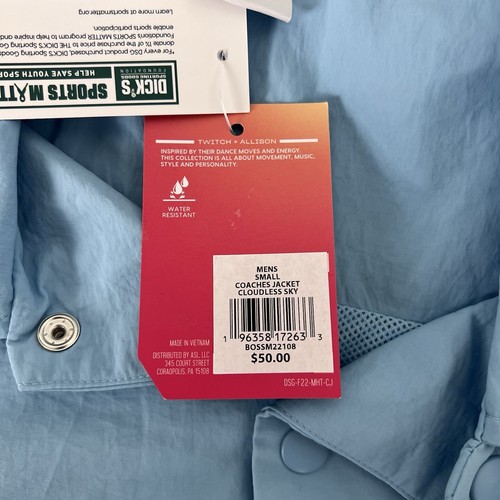 For every DSG product purchased, DICK'S Sporting Goods
donate 1% of the purchase price to THE DICK'S Sporting Goods
Foundation's SPORTS MATTER program to help inspire and
enable sports participation.
Learn more at sportsmatter.org
DICK'S
SPORTING GOODS
FOUNDATION
SPORTS MATT
HELP SAVE YOUTH SPOR
TWITCH + ALLISON
INSPIRED BY THEIR DANCE MOVES AND ENERGY.
THIS COLLECTION IS ALL ABOUT MOVEMENT, MUSIC,
STYLE AND PERSONALITY.
WATER
RESISTANT
MENS
SMALL
COACHES JACKET
CLOUDLESS SKY
1 96358 17263 3
BOSSM22108
$50.00
MADE IN VIETNAM
DISTRIBUTED BY ASL, LLC
345 COURT STREET
CORAOPOLIS, PA 15108
DSG-F22-MHT-CJ